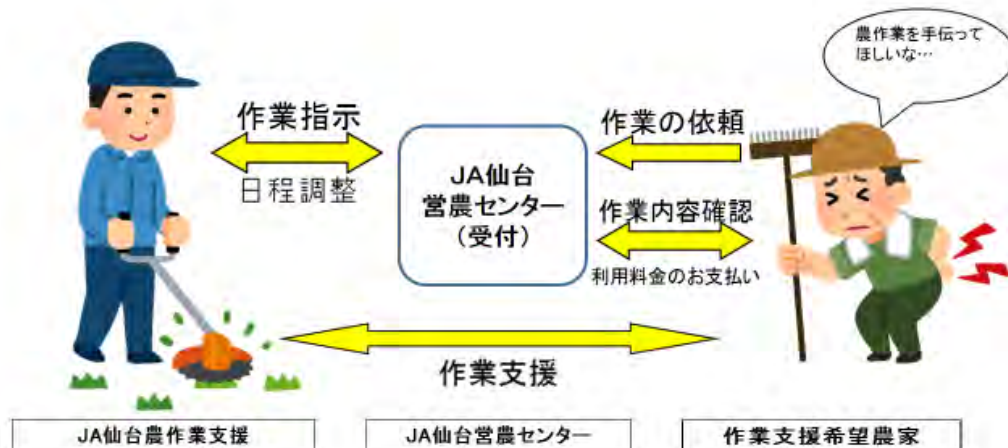 農作業を手伝って
ほしいな…
作業指示
日程調整
JA仙台
営農センター
（受付）
作業の依頼
作業内容確認
利用料金のお支払い
作業支援
JA仙台農作業支援
JA仙台営農センター
作業支援希望農家